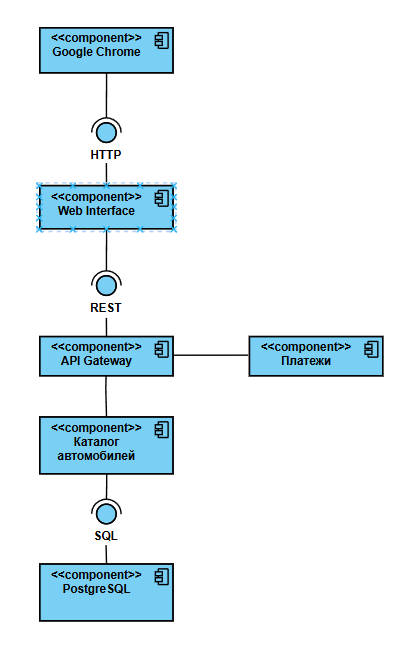 <<component>>
Google Chrome
HTTP
<<component>>
Web Interface
REST
<<component>>
API Gateway
<<component>>
Платежи
<<component>>
Каталог
автомобилей
SQL
<<component>>
PostgreSQL